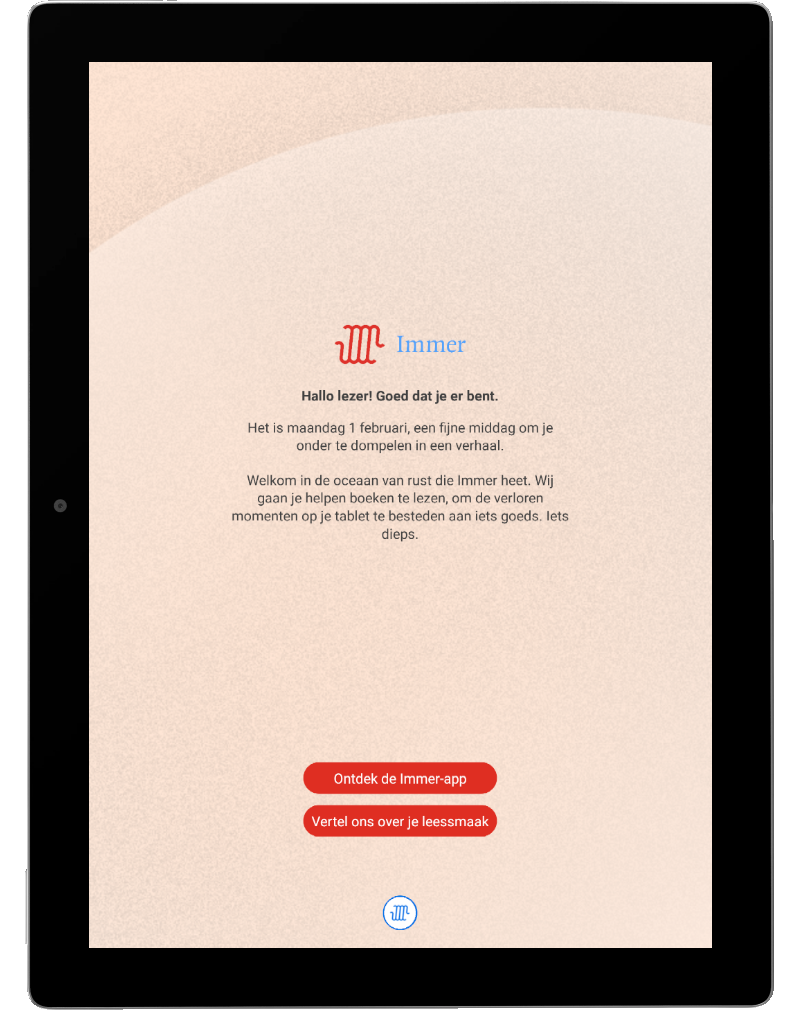 Immer
Hallo lezer! Goed dat je er bent.
Het is maandag 1 februari, een fijne middag om je
onder te dompelen in een verhaal.
Welkom in de oceaan van rust die Immer heet. Wij
gaan je helpen boeken te lezen, om de verloren
momenten op je tablet te besteden aan iets goeds. Iets
dieps.
Ontdek de Immer-app
Vertel ons over je leessmaak